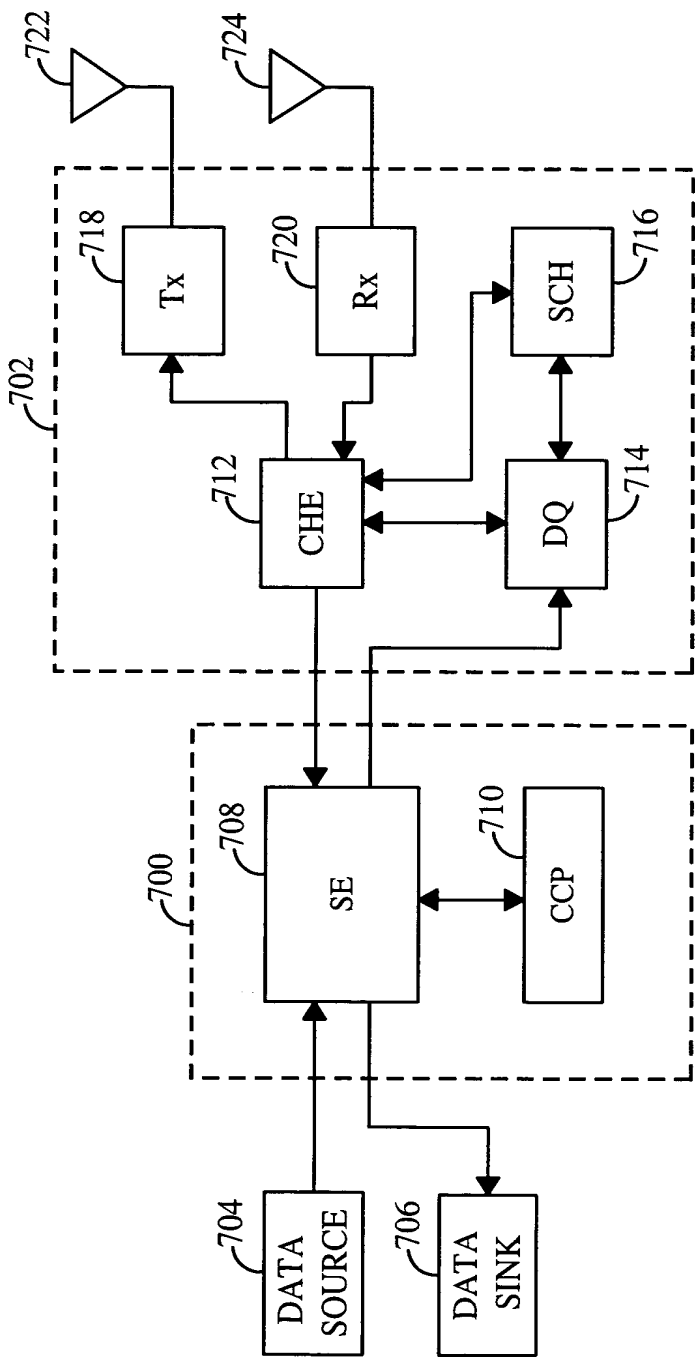 722
724
702
718
Tx
720
Rx
716
SCH
712
CHE
714
DQ
700
708
SE
710
CCP
704
DATA
SOURCE
706
DATA
SINK